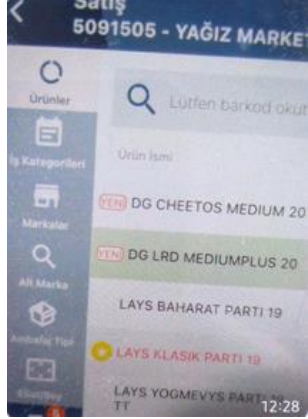 Satış
5091505 - YAĞIZ MARKET
Ürünler
Lütfen barkod okut
İş Kategorileri
Ürün İsmi
Markalar
YENİ DG CHEETOS MEDIUM 20
YENİ DG LRD MEDIUMPLUS 20
Alt Marka
LAYS BAHARAT PARTI 19
Ambalaj Tipi
LAYS KLASIK PARTI 19
LAYS YOGMEVYS PARTI
TT
12:28